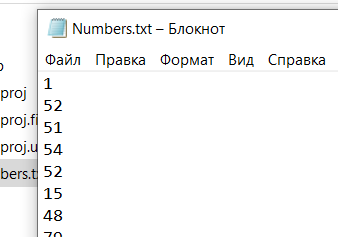 Numbers.txt – Блокнот
Файл Правка Формат Вид Справка
1
proj
52
proj.fi
51
proj.u
54
bers.t
52
15
48